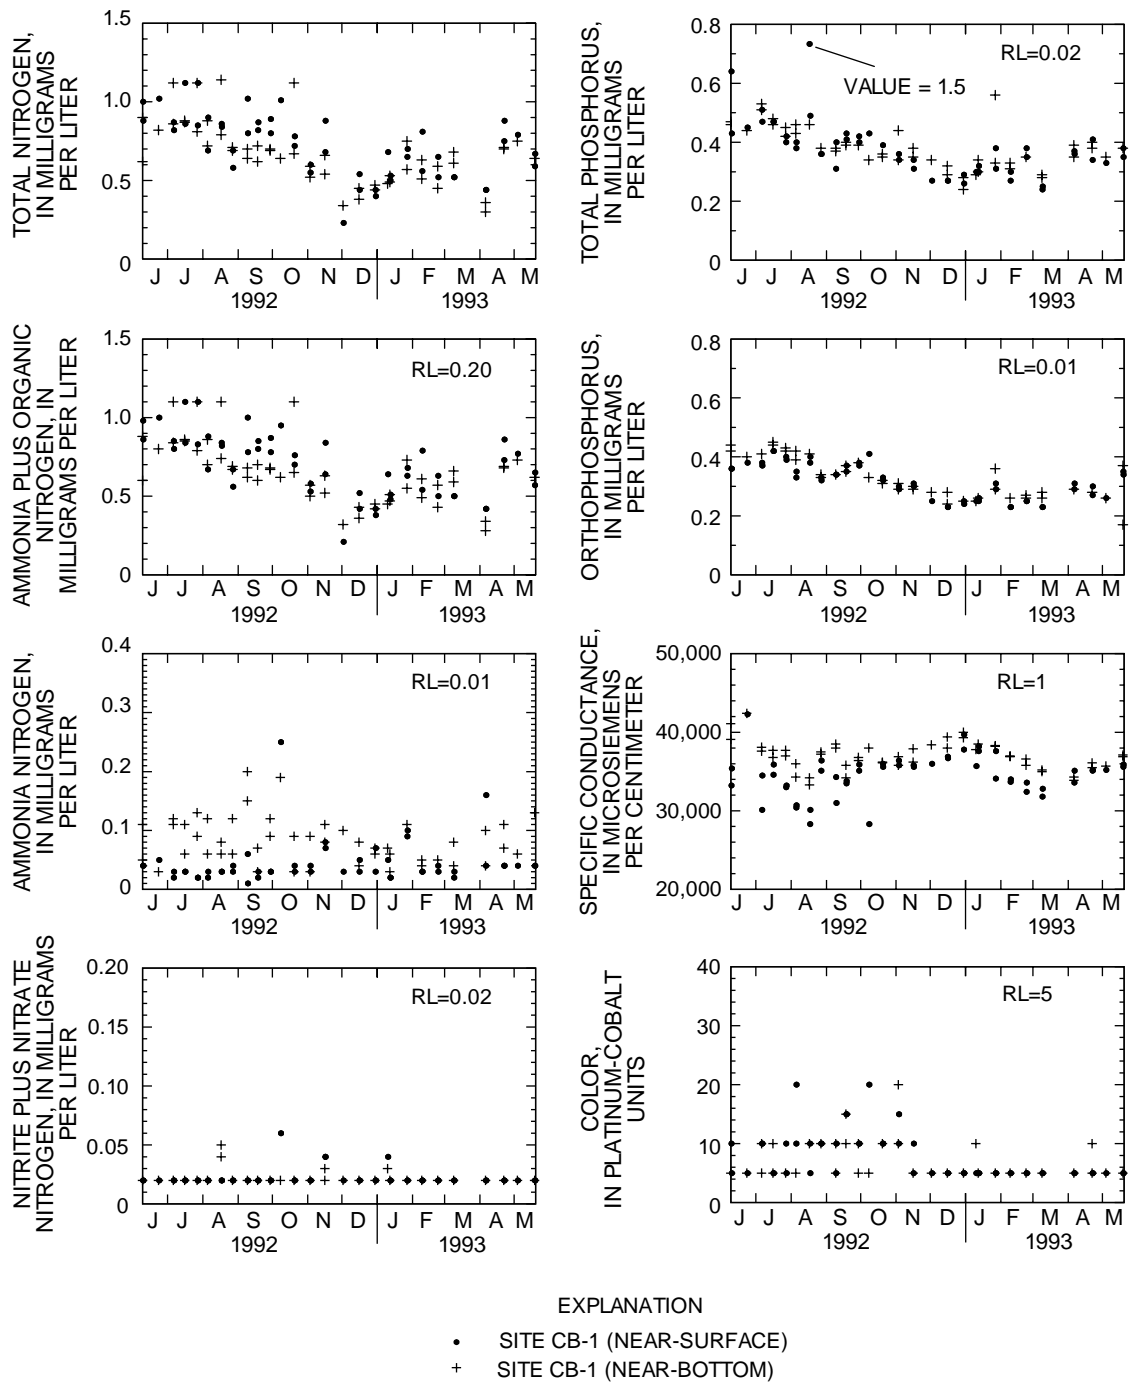 TOTAL NITROGEN,
IN MILLIGRAMS
PER LITER
1.5
1.0
0.5
0
J J A S O N D J F M A M
1992 1993
TOTAL PHOSPHORUS,
IN MILLIGRAMS
PER LITER
0.8
0.6
0.4
0.2
0
RL=0.02
VALUE = 1.5
J J A S O N D J F M A M
1992 1993
AMMONIA PLUS ORGANIC
NITROGEN, IN
MILLIGRAMS PER LITER
1.5
1.0
0.5
0
RL=0.20
J J A S O N D J F M A M
1992 1993
ORTHOPHOSPHORUS,
IN MILLIGRAMS
PER LITER
0.8
0.6
0.4
0.2
0
RL=0.01
J J A S O N D J F M A M
1992 1993
AMMONIA NITROGEN,
IN MILLIGRAMS
PER LITER
0.4
0.3
0.2
0.1
0
RL=0.01
J J A S O N D J F M A M
1992 1993
SPECIFIC CONDUCTANCE,
IN MICROSIEMENS
PER CENTIMETER
50,000
40,000
30,000
20,000
RL=1
J J A S O N D J F M A M
1992 1993
NITRITE PLUS NITRATE
NITROGEN, IN MILLIGRAMS
PER LITER
0.20
0.15
0.10
0.05
0
RL=0.02
J J A S O N D J F M A M
1992 1993
COLOR,
IN PLATINUM-COBALT
UNITS
40
30
20
10
0
RL=5
J J A S O N D J F M A M
1992 1993
EXPLANATION
SITE CB-1 (NEAR-SURFACE)
SITE CB-1 (NEAR-BOTTOM)